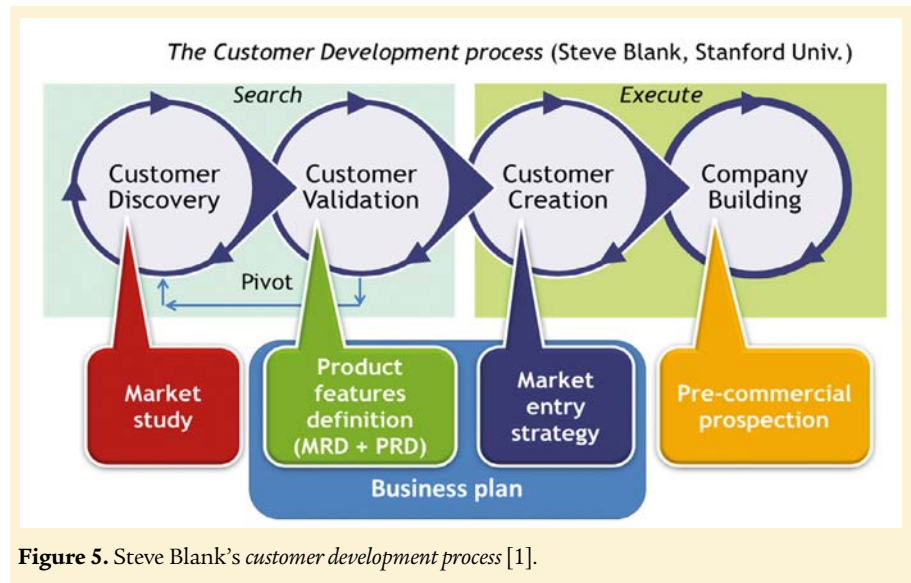 The Customer Development process (Steve Blank, Stanford Univ.)
Search
Execute
Customer
Discovery
Customer
Validation
Customer
Creation
Company
Building
Pivot
Market
study
Product
features
definition
(MRD + PRD)
Market
entry
strategy
Pre-commercial
prospection
Business plan
Figure 5. Steve Blank's customer development process [1].